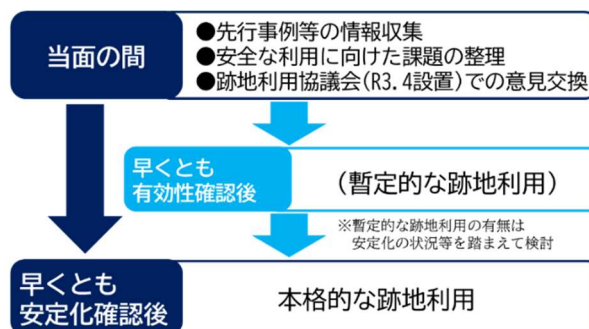 当面の間
●先行事例等の情報収集
●安全な利用に向けた課題の整理
●跡地利用協議会(R3.4設置)での意見交換
早くとも
有効性確認後
(暫定的な跡地利用)
※暫定的な跡地利用の有無は
安定化の状況等を踏まえて検討
早くとも
安定化確認後
本格的な跡地利用